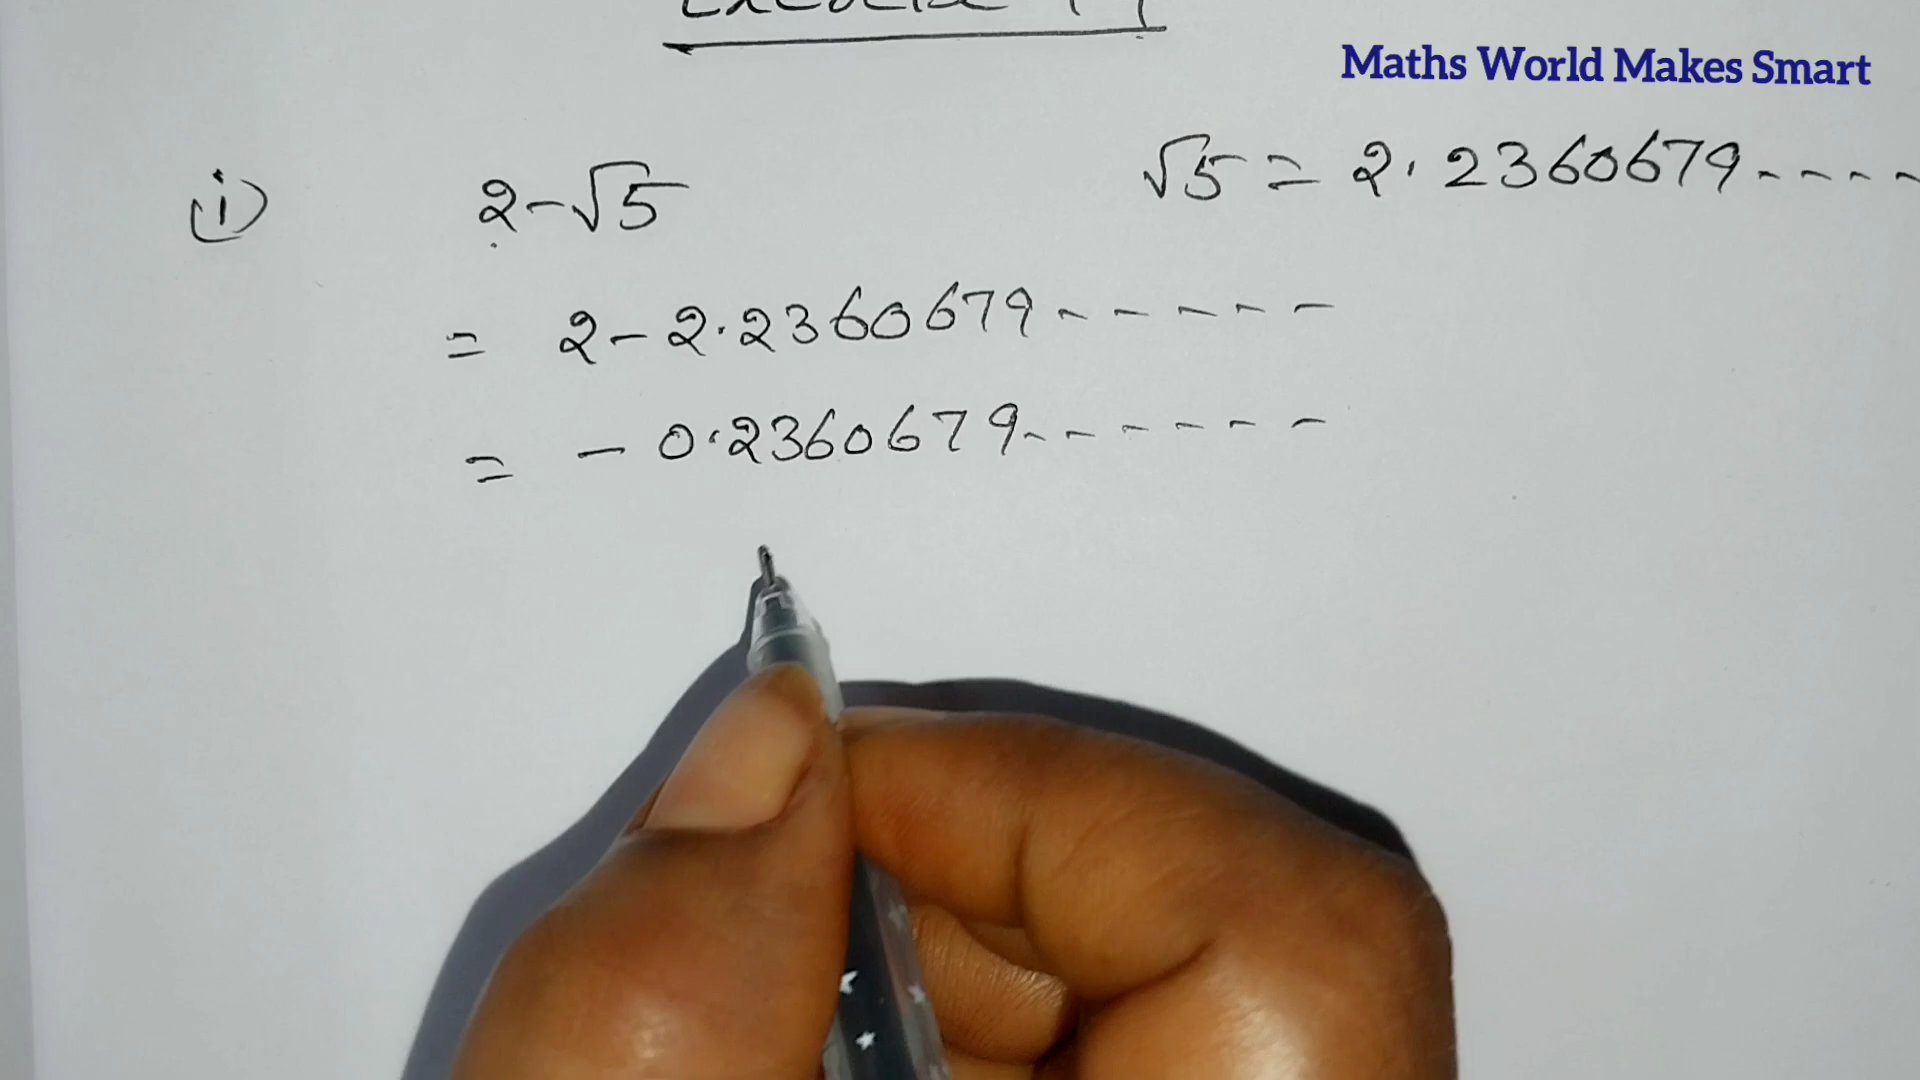 Maths World Makes Smart
(i) 2-√5 √5 = 2.2360679----
= 2-2.2360679-----
= -0.2360679------